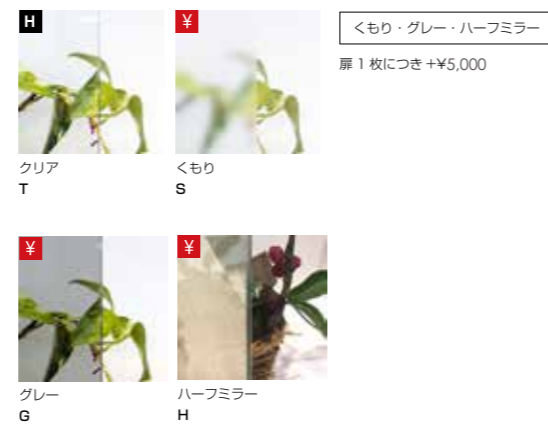 H
¥
くもり・グレー・ハーフミラー
扉1枚につき+¥5,000
クリア
T
くもり
S
¥
¥
グレー
G
ハーフミラー
H